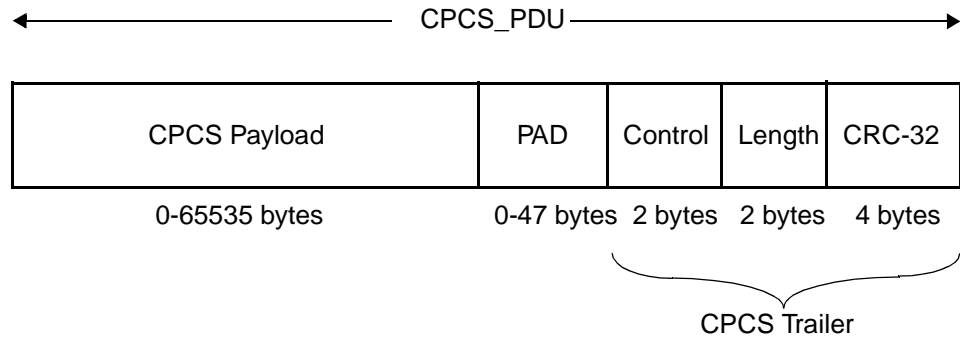 CPCS_PDU
CPCS Payload PAD Control Length CRC-32
0-65535 bytes 0-47 bytes 2 bytes 2 bytes 4 bytes
CPCS Trailer